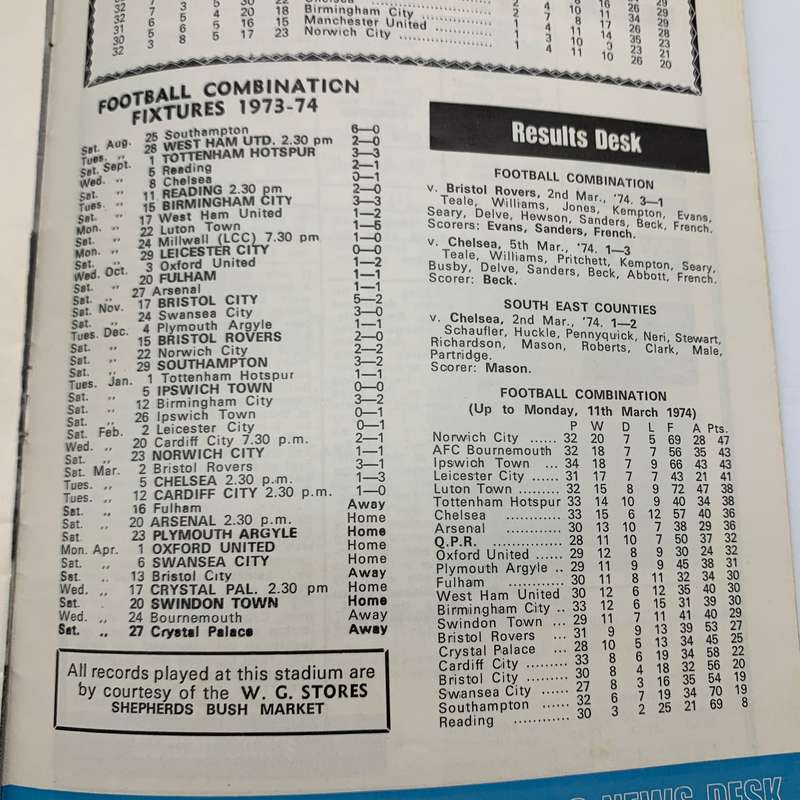 Birmingham City
Manchester United
Norwich City
32 3 8 5 17 23 1 4 11 10 26 20
FOOTBALL COMBINATION
FIXTURES 1973-74
Sat. Aug. 25 Southampton 6—0
Tues. ,, 28 WEST HAM UTD. 2.30 pm 2—0
Sat. Sept. 1 TOTTENHAM HOTSPUR 3—3
Wed. ,, 5 Reading 2—1
Sat. ,, 8 Chelsea 0—1
Tues. ,, 11 READING 2.30 pm 2—0
Sat. ,, 15 BIRMINGHAM CITY 3—3
Mon. ,, 17 West Ham United 1—2
Sat. ,, 22 Luton Town 1—5
Mon. ,, 24 Millwall (LCC) 7.30 pm 1—0
Sat. ,, 29 LEICESTER CITY 0—0
Wed. Oct. 3 Oxford United 1—2
Sat. ,, 20 FULHAM 1—1
Sat. ,, 27 Arsenal 1—1
Sat. Nov. 17 BRISTOL CITY 5—2
Sat. ,, 24 Swansea City 3—0
Tues. Dec. 4 Plymouth Argyle 1—1
Sat. ,, 15 BRISTOL ROVERS 2—0
Sat. ,, 22 Norwich City 2—2
Sat. ,, 29 SOUTHAMPTON 3—2
Tues. Jan. 1 Tottenham Hotspur 1—1
Sat. ,, 5 IPSWICH TOWN 0—0
Sat. ,, 12 Birmingham City 3—2
Sat. ,, 26 Ipswich Town 0—1
Sat. Feb. 2 Leicester City 0—1
Wed. ,, 20 Cardiff City 7.30 p.m. 2—1
Sat. ,, 23 NORWICH CITY 1—1
Sat. Mar. 2 Bristol Rovers 3—1
Tues. ,, 5 CHELSEA 2 p.m. 1—3
Tues. ,, 12 CARDIFF CITY 2 p.m. 1—0
Sat. ,, 16 Fulham Away
Sat. ,, 20 ARSENAL 2.30 p.m. Home
Sat. ,, 23 PLYMOUTH ARGYLE Home
Mon. Apr. 1 OXFORD UNITED Home
Sat. ,, 6 SWANSEA CITY Home
Sat. ,, 13 Bristol City Away
Wed. ,, 17 CRYSTAL PAL. 2.30 pm Home
Sat. ,, 20 SWINDON TOWN Home
Wed. ,, 24 Bournemouth Away
Sat. ,, 27 Crystal Palace Away
All records played at this stadium are
by courtesy of the W. G. STORES
SHEPHERDS BUSH MARKET
Results Desk
FOOTBALL COMBINATION
v. Bristol Rovers, 2nd Mar., '74. 3—1
Teale, Williams, Jones, Kempton, Evans,
Seary, Delve, Hewson, Sanders, Beck, French.
Scorers: Evans, Sanders, French.
v. Chelsea, 5th Mar., '74. 1—3
Teale, Williams, Pritchett, Kempton, Seary,
Busby, Delve, Sanders, Beck, Abbott, French.
Scorer: Beck.
SOUTH EAST COUNTIES
v. Chelsea, 2nd Mar., '74. 1—2
Schaufler, Huckle, Pennyquick, Neri, Stewart,
Richardson, Mason, Roberts, Clark, Male,
Partridge.
Scorer: Mason.
FOOTBALL COMBINATION
(Up to Monday, 11th March 1974)
P W D L F A Pts.
Norwich City ...... 32 20 7 5 69 28 47
AFC Bournemouth 32 18 7 7 56 35 43
Ipswich Town ... 34 18 7 9 66 43 43
Leicester City ...... 31 17 7 7 43 21 41
Luton Town ......... 32 15 8 9 72 47 38
Tottenham Hotspur 33 14 10 9 40 34 38
Chelsea ............ 33 15 6 12 57 40 36
Arsenal ............ 30 13 10 7 38 29 36
Q.P.R. ............... 28 11 10 7 50 37 32
Oxford United ...... 29 12 8 9 30 24 32
Plymouth Argyle .. 29 11 9 9 45 38 31
Fulham ............ 30 11 8 11 32 34 30
West Ham United 30 12 6 12 35 40 30
Birmingham City .. 33 12 6 15 31 39 30
Swindon Town ... 29 11 7 11 41 40 29
Bristol Rovers ... 31 9 9 13 39 53 27
Crystal Palace ... 28 10 5 13 34 45 25
Cardiff City ......... 33 8 6 19 34 58 22
Bristol City ......... 30 8 4 18 32 56 20
Swansea City ...... 27 8 3 16 35 54 19
Southampton ...... 32 6 7 19 34 70 19
Reading ............ 30 3 2 25 21 69 8
NEWS DESK